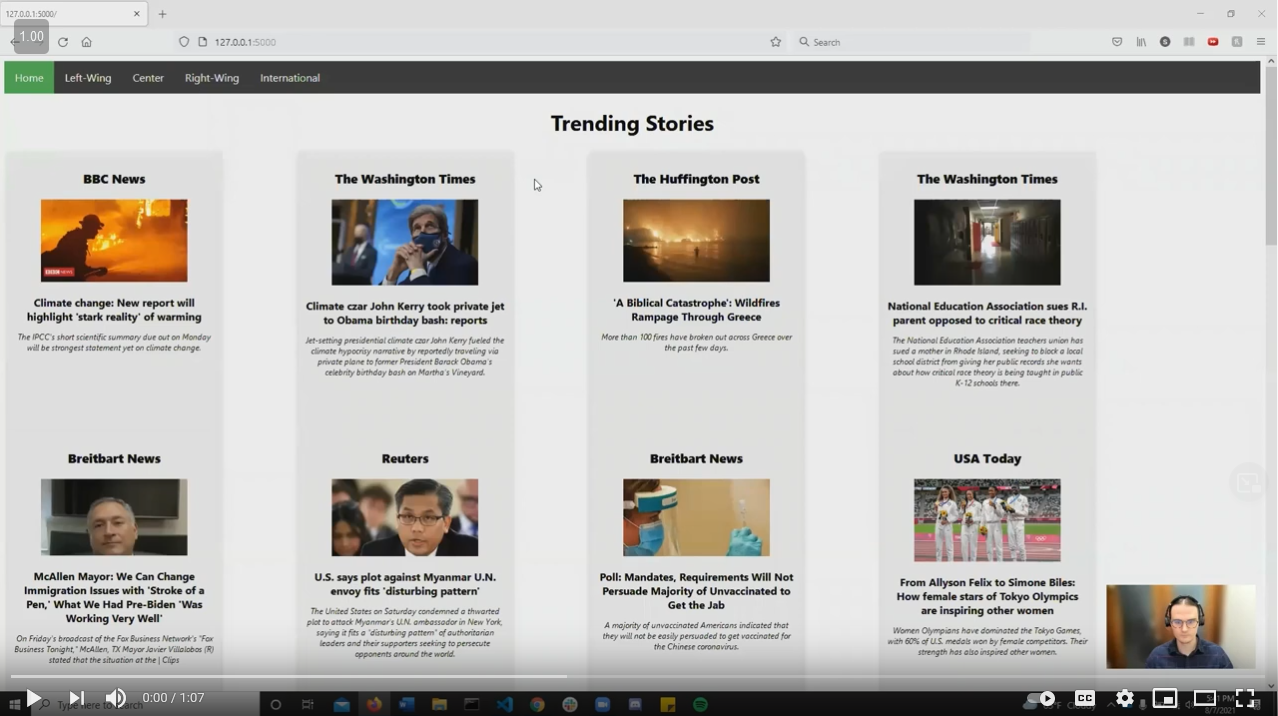 127.0.0.1:5000/
1.00
127.0.0.1:5000
Search
Home
Left-Wing
Center
Right-Wing
International
Trending Stories
BBC News
BBC NEWS
Climate change: New report will
highlight 'stark reality' of warming
The IPCC's short scientific summary due out on Monday
will be strongest statement yet on climate change.
The Washington Times
Climate czar John Kerry took private jet
to Obama birthday bash: reports
Jet-setting presidential climate czar John Kerry fueled the
climate hypocrisy narrative by reportedly traveling via
private plane to former President Barack Obama's
celebrity birthday bash on Martha's Vineyard.
The Huffington Post
'A Biblical Catastrophe': Wildfires
Rampage Through Greece
More than 100 fires have broken out across Greece over
the past few days.
The Washington Times
National Education Association sues R.I.
parent opposed to critical race theory
The National Education Association teachers union has
sued a mother in Rhode Island, seeking to block a local
school district from giving her public records she wants
about how critical race theory is being taught in public
K-12 schools there.
Breitbart News
McAllen Mayor: We Can Change
Immigration Issues with 'Stroke of a
Pen,' What We Had Pre-Biden 'Was
Working Very Well'
On Friday's broadcast of the Fox Business Network's "Fox
Business Tonight," McAllen, TX Mayor Javier Villalobos (R)
stated that the situation at the | Clips
Reuters
U.S. says plot against Myanmar U.N.
envoy fits 'disturbing pattern'
The United States on Saturday condemned a thwarted
plot to attack Myanmar's U.N. ambassador in New York,
saying it fits a "disturbing pattern" of authoritarian
leaders and their supporters seeking to persecute
opponents around the world.
Breitbart News
Poll: Mandates, Requirements Will Not
Persuade Majority of Unvaccinated to
Get the Jab
A majority of unvaccinated Americans indicated that
they will not be easily persuaded to get vaccinated for
the Chinese coronavirus.
USA Today
From Allyson Felix to Simone Biles:
How female stars of Tokyo Olympics
are inspiring other women
Women Olympians have dominated the Tokyo Games,
with 60% of U.S. medals won by female competitors. Their
strength has also inspired other women.
0:00 / 1:07
Type here to search
CC
Cloudy
5:41 PM
8/7/2021